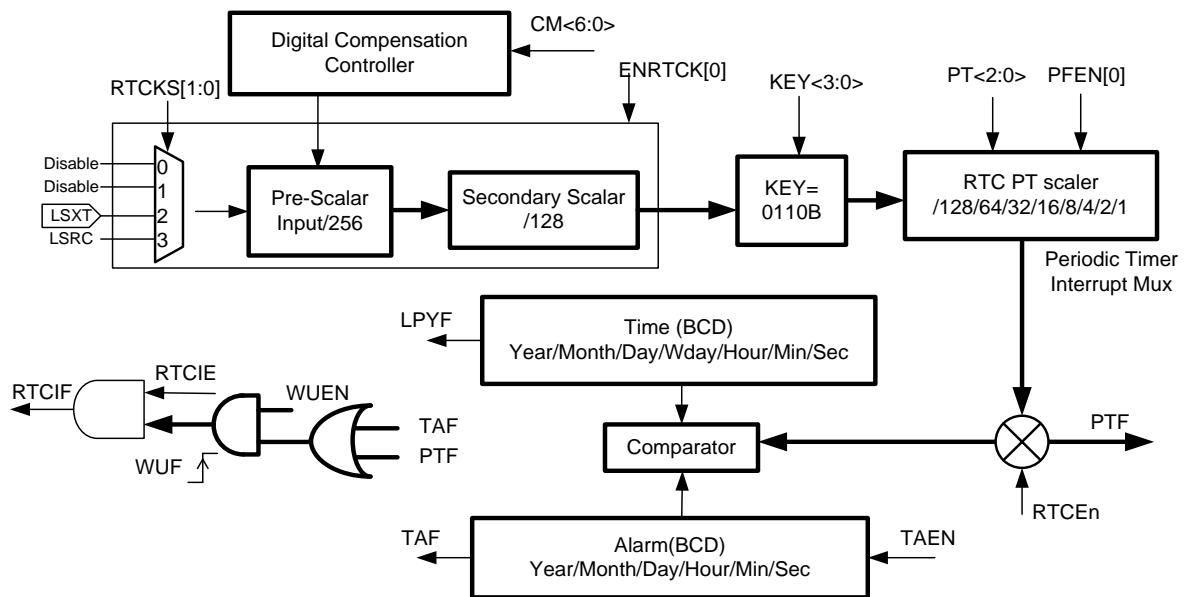 Digital Compensation
Controller
CM<6:0>
RTCKS[1:0]
ENRTCK[0]
KEY<3:0>
PT<2:0>
PFEN[0]
Disable
0
Disable
1
LSXT
2
LSRC
3
Pre-Scalar
Input/256
Secondary Scalar
/128
KEY=
0110B
RTC PT scaler
/128/64/32/16/8/4/2/1
Periodic Timer
Interrupt Mux
LPYF
Time (BCD)
Year/Month/Day/Wday/Hour/Min/Sec
RTCIF
RTCIE
WUEN
TAF
PTF
WUF
Comparator
PTF
RTCEn
TAF
Alarm(BCD)
Year/Month/Day/Hour/Min/Sec
TAEN